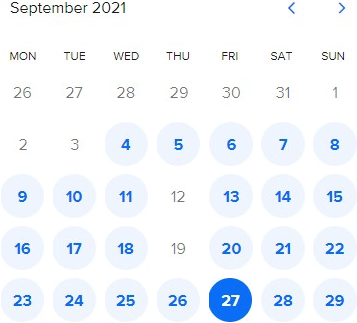 September 2021
MON TUE WED THU FRI SAT SUN
26 27 28 29 30 31 1
2 3 4 5 6 7 8
9 10 11 12 13 14 15
16 17 18 19 20 21 22
23 24 25 26 27 28 29